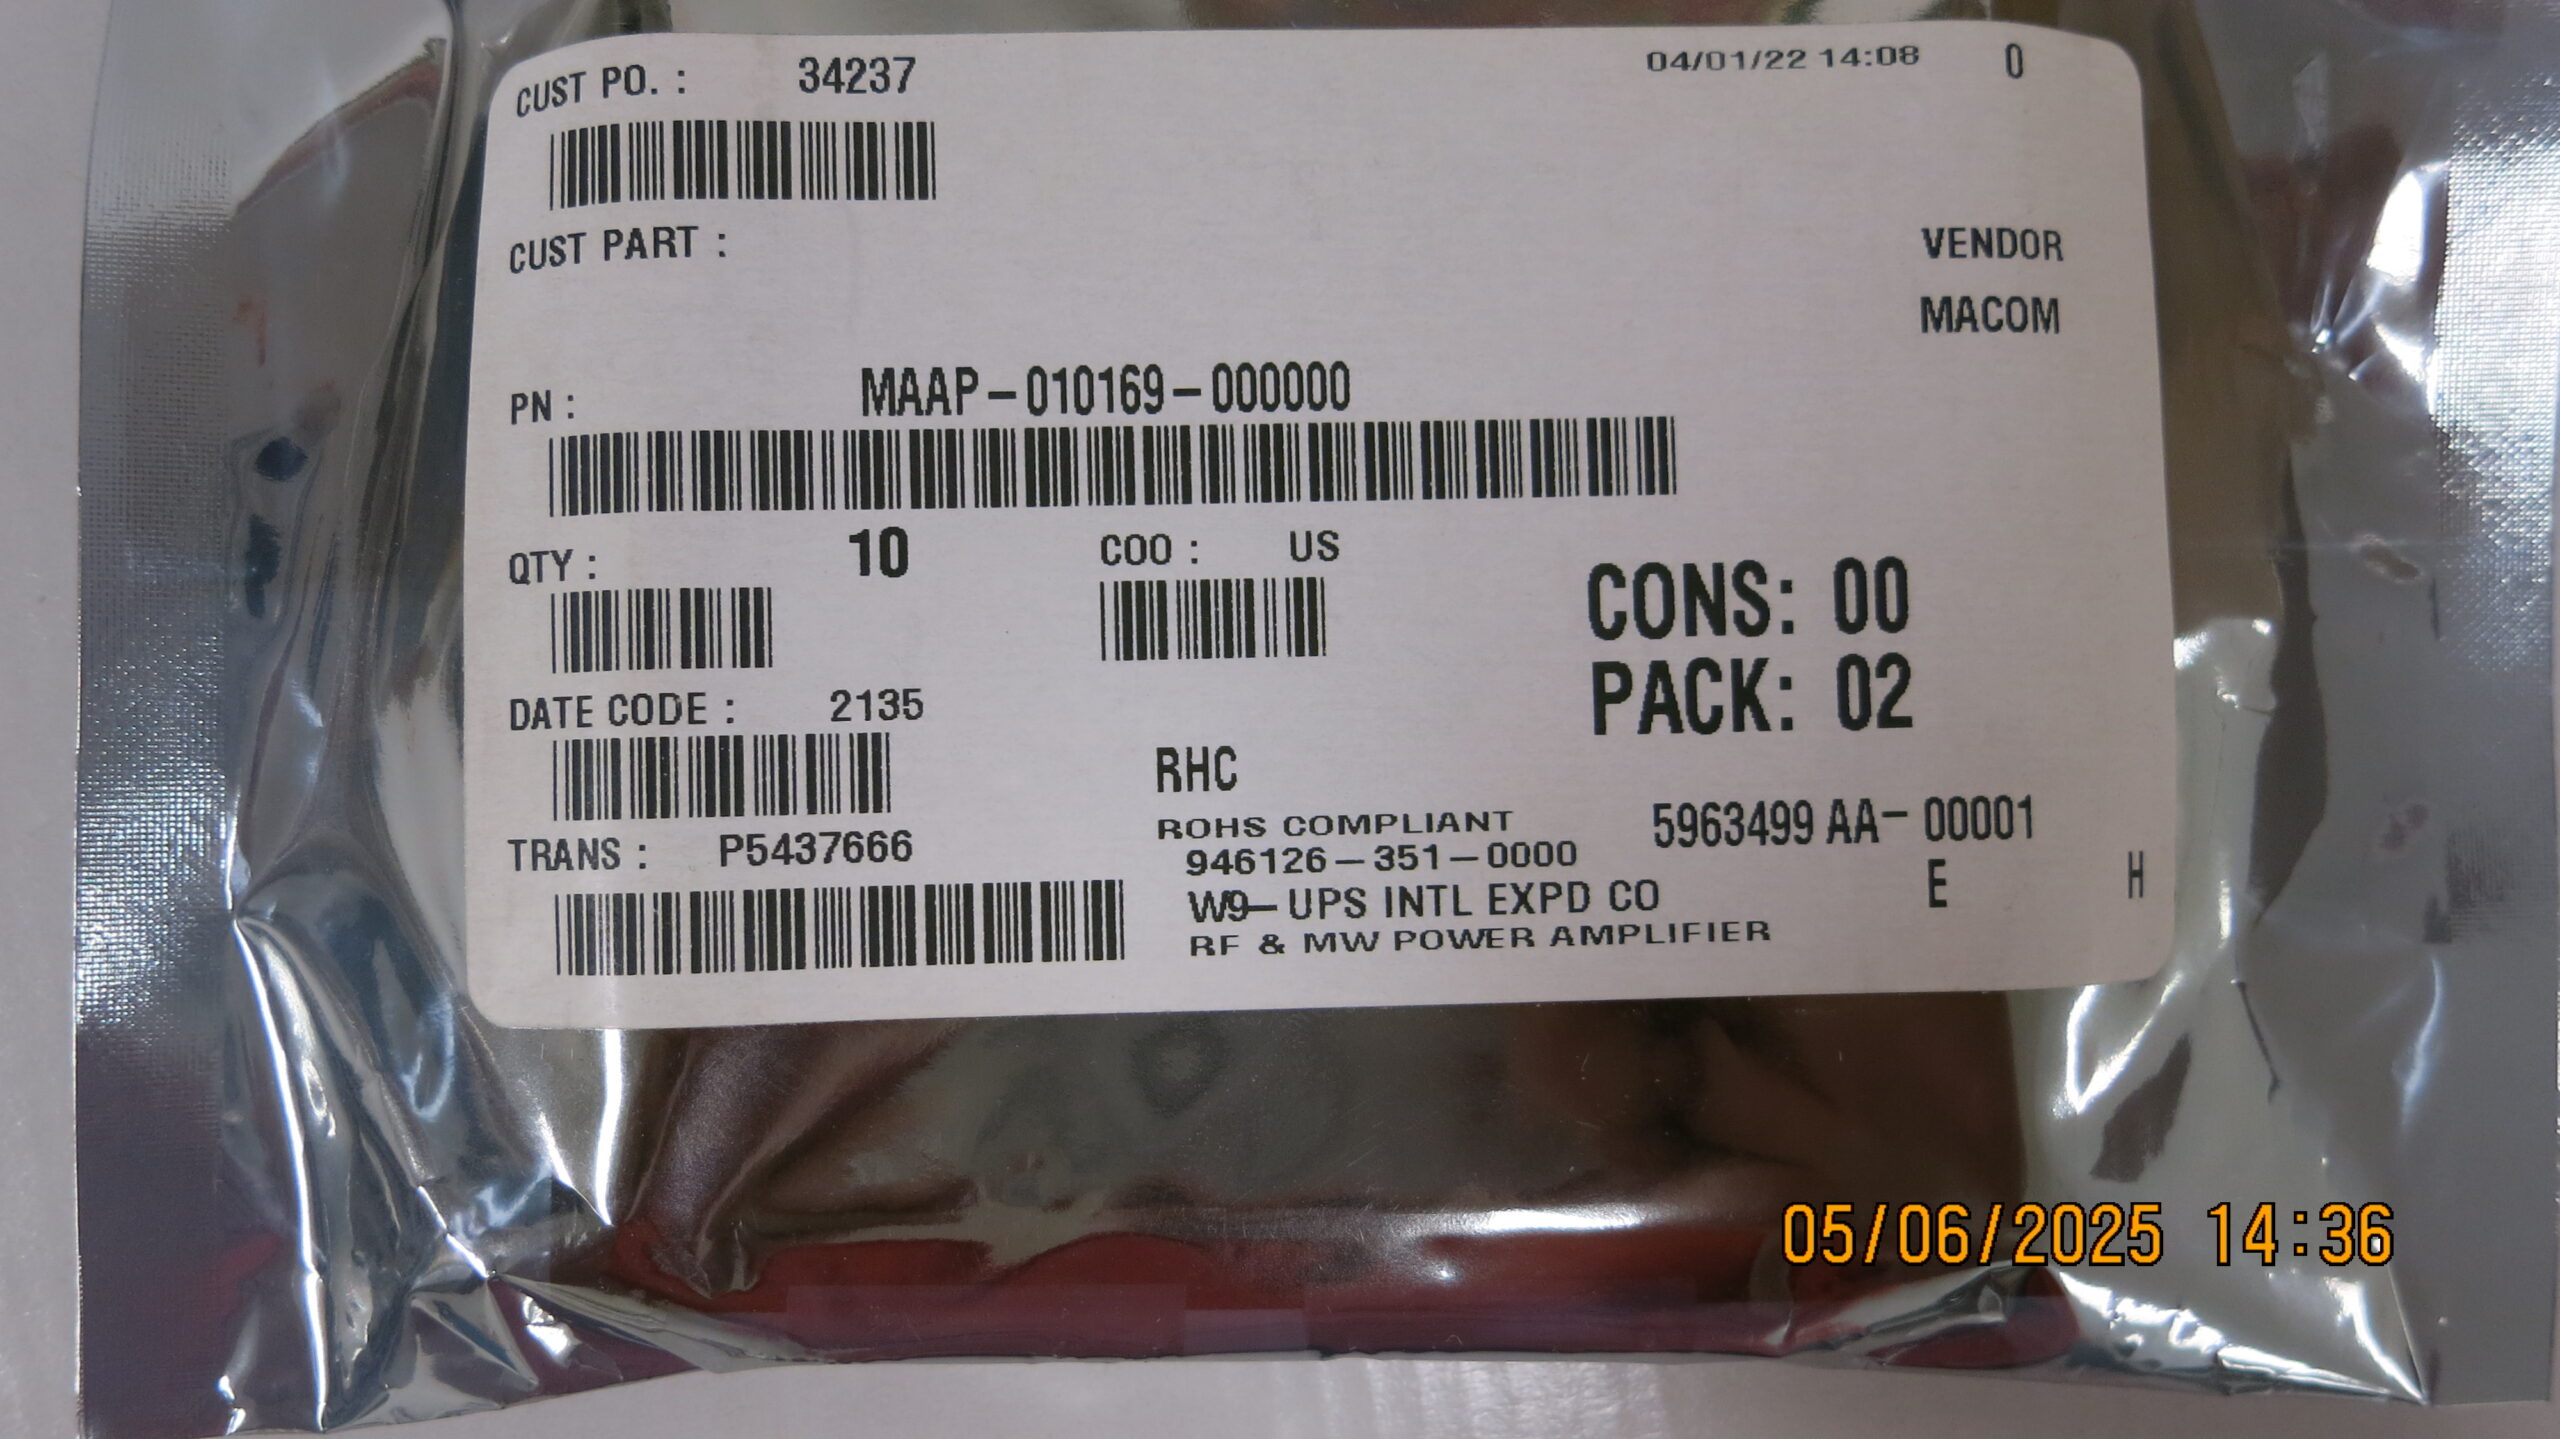 CUST PO. : 34237
04/01/22 14:08 0
CUST PART :
VENDOR
MACOM
PN : MAAP-010169-000000
QTY : 10
COO : US
CONS: 00
PACK: 02
DATE CODE : 2135
RHC
ROHS COMPLIANT
946126-351-0000
5963499 AA- 00001
TRANS : P5437666
W9- UPS INTL EXPD CO
E H
RF & MW POWER AMPLIFIER
05/06/2025 14:36